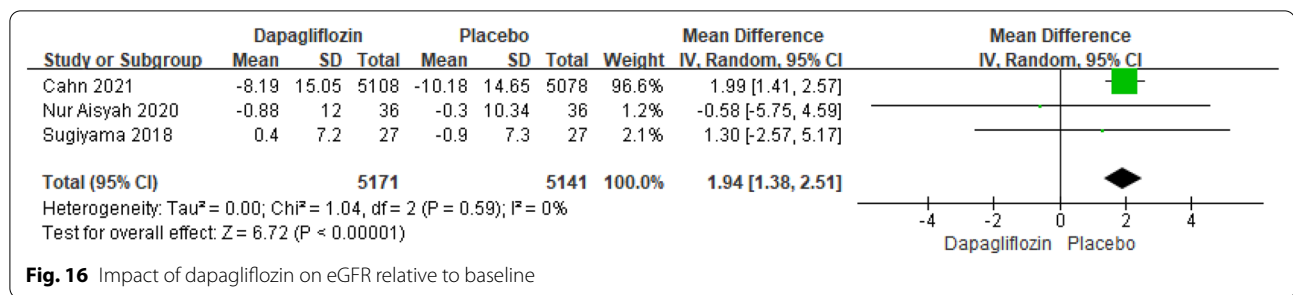 Dapagliflozin Placebo Mean Difference Mean Difference
Study or Subgroup Mean SD Total Mean SD Total Weight IV, Random, 95% CI IV, Random, 95% CI
Cahn 2021 -8.19 15.05 5108 -10.18 14.65 5078 96.6% 1.99 [1.41, 2.57]
Nur Aisyah 2020 -0.88 12 36 -0.3 10.34 36 1.2% -0.58 [-5.75, 4.59]
Sugiyama 2018 0.4 7.2 27 -0.9 7.3 27 2.1% 1.30 [-2.57, 5.17]
Total (95% CI) 5171 5141 100.0% 1.94 [1.38, 2.51]
Heterogeneity: Tau² = 0.00; Chi² = 1.04, df = 2 (P = 0.59); I² = 0%
Test for overall effect: Z = 6.72 (P < 0.00001)
-4 -2 0 2 4
Dapagliflozin Placebo
Fig. 16 Impact of dapagliflozin on eGFR relative to baseline